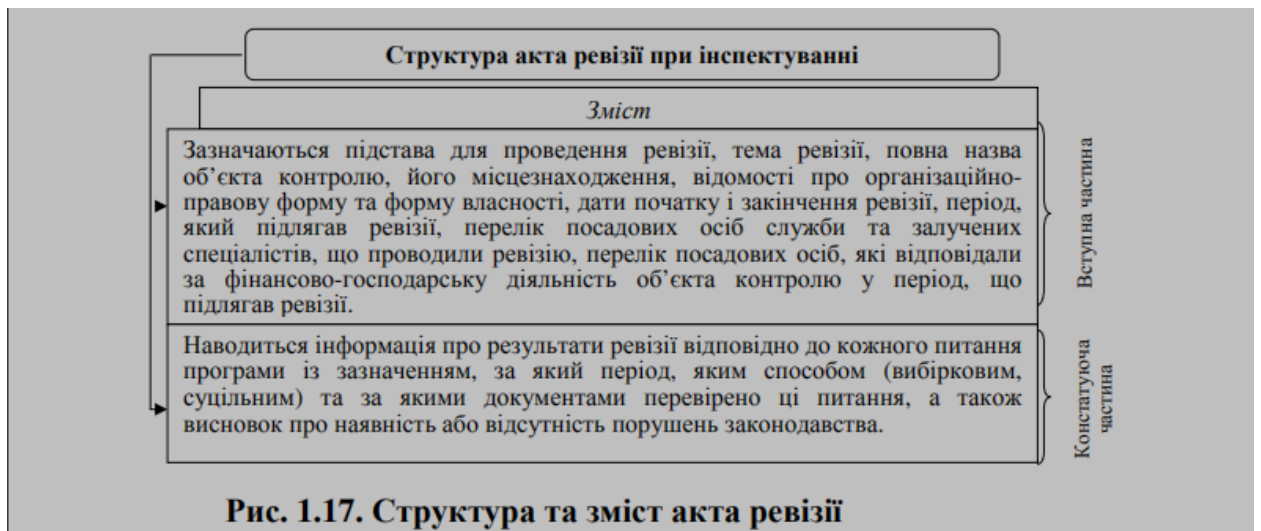 Структура акта ревізії при інспектуванні
Зміст
Зазначаються підстава для проведення ревізії, тема ревізії, повна назва
об’єкта контролю, його місцезнаходження, відомості про організаційно-
правову форму та форму власності, дати початку і закінчення ревізії, період,
який підлягав ревізії, перелік посадових осіб служби та залучених
спеціалістів, що проводили ревізію, перелік посадових осіб, які відповідали
за фінансово-господарську діяльність об’єкта контролю у період, що
підлягав ревізії.
Вступна частина
Наводиться інформація про результати ревізії відповідно до кожного питання
програми із зазначенням, за який період, яким способом (вибірковим,
суцільним) та за якими документами перевірено ці питання, а також
висновок про наявність або відсутність порушень законодавства.
Констатуюча
частина
Рис. 1.17. Структура та зміст акта ревізії